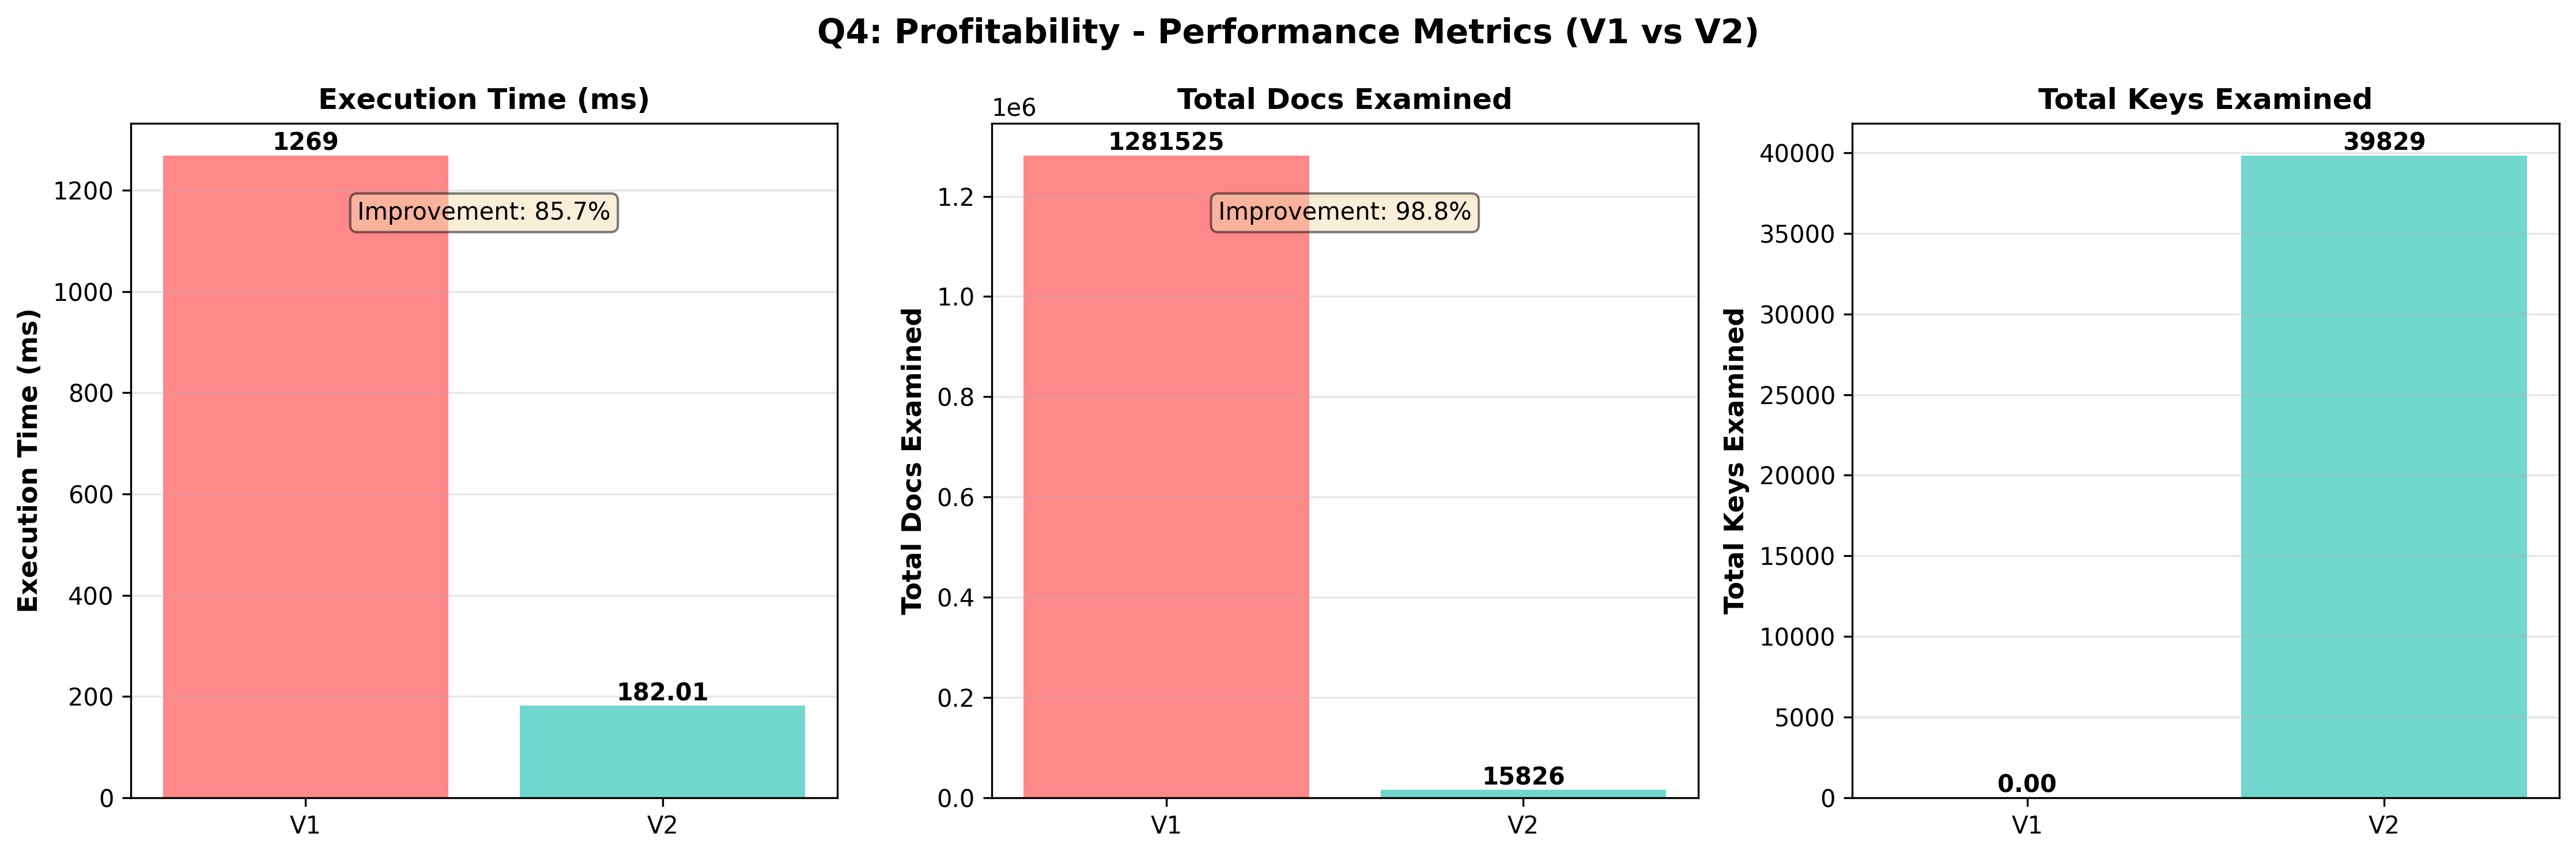 Q4: Profitability - Performance Metrics (V1 vs V2)
Execution Time (ms)
Execution Time (ms)
1200
1000
800
600
400
200
0
1269
Improvement: 85.7%
182.01
V1
V2
Total Docs Examined
1e6
Total Docs Examined
1.2
1.0
0.8
0.6
0.4
0.2
0.0
1281525
Improvement: 98.8%
15826
V1
V2
Total Keys Examined
Total Keys Examined
40000
35000
30000
25000
20000
15000
10000
5000
0
39829
0.00
V1
V2